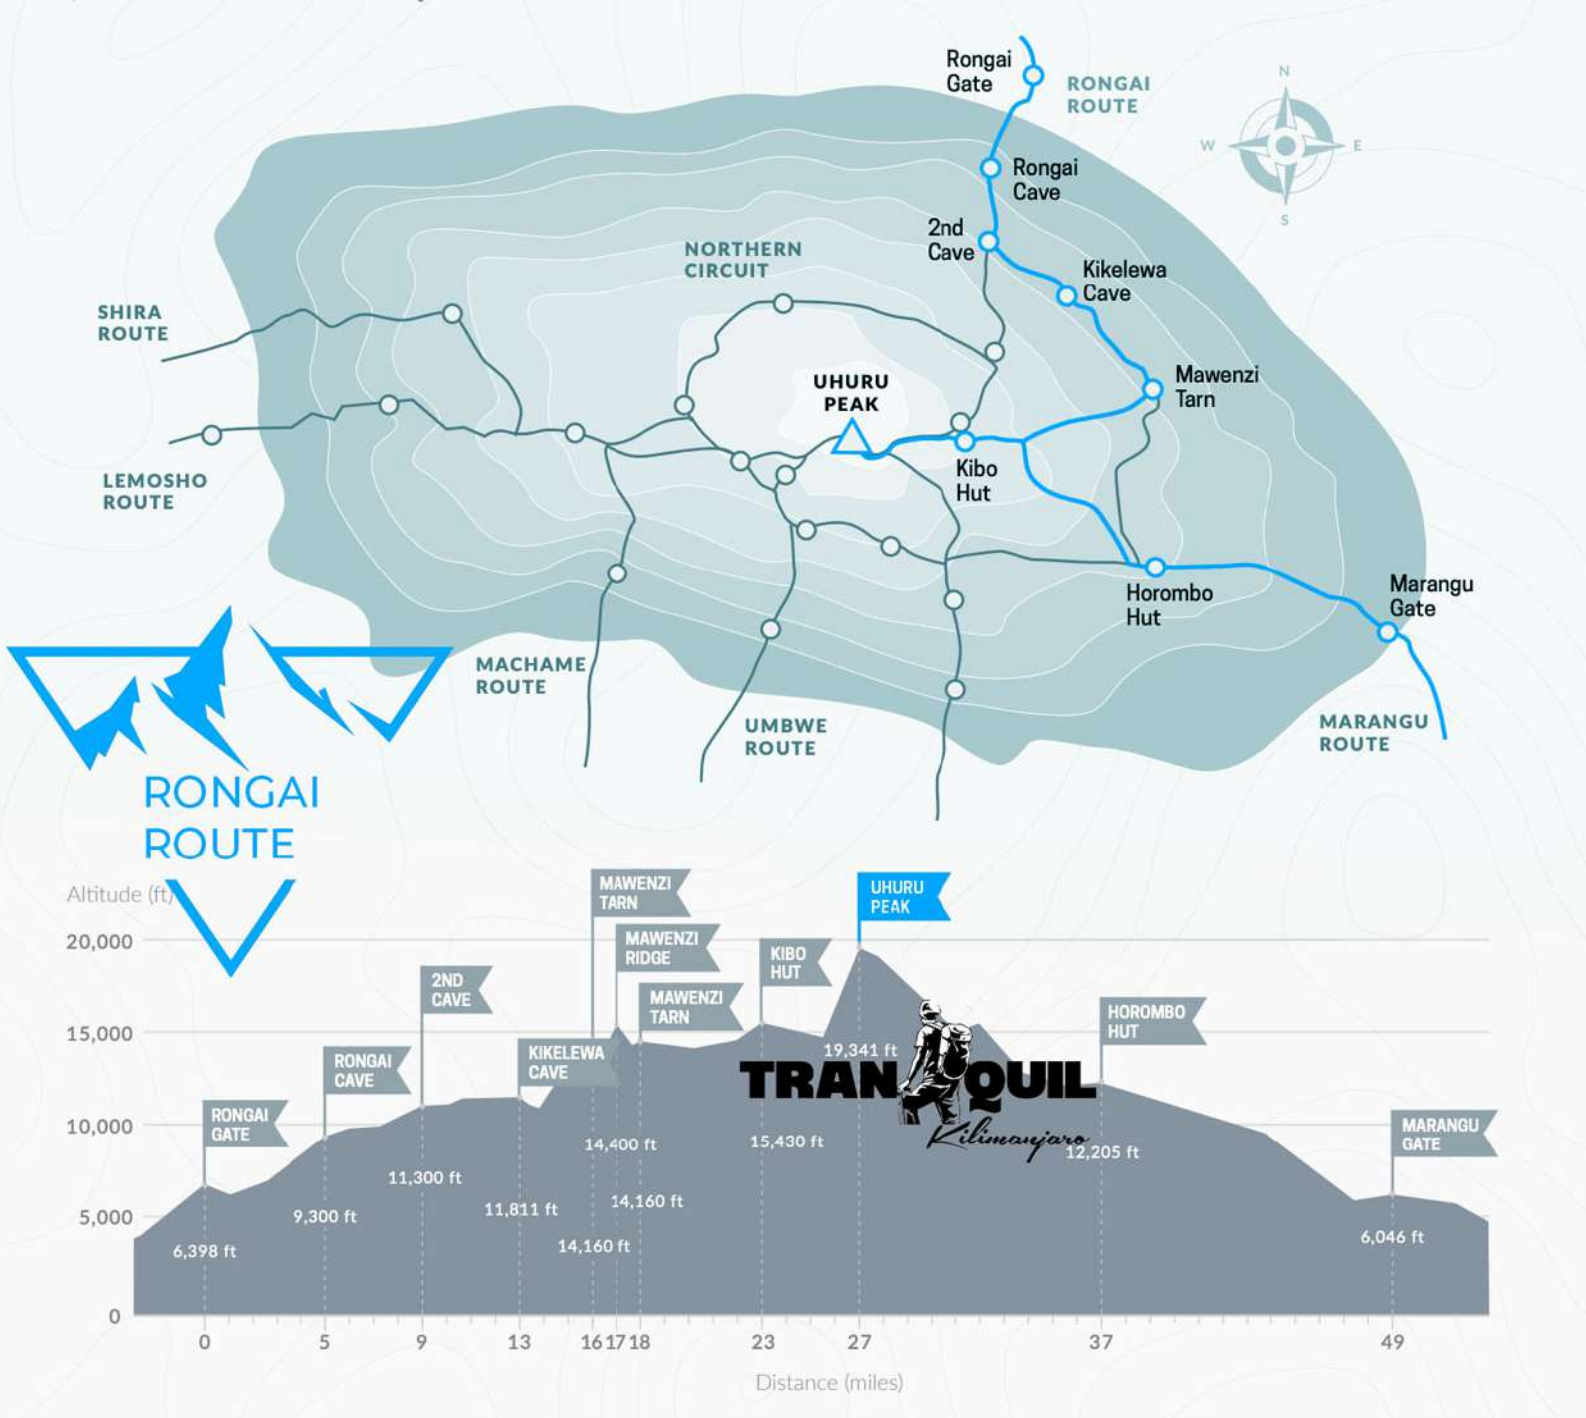 Rongai
Gate
RONGAI
ROUTE
N
W
E
S
Rongai
Cave
2nd
Cave
NORTHERN
CIRCUIT
Kikelewa
Cave
SHIRA
ROUTE
UHURU
PEAK
Mawenzi
Tarn
LEMOSHO
ROUTE
Kibo
Hut
Horombo
Hut
Marangu
Gate
MACHAME
ROUTE
UMBWE
ROUTE
MARANGU
ROUTE
RONGAI
ROUTE
Altitude (ft)
20,000
15,000
10,000
5,000
0
RONGAI
GATE
RONGAI
CAVE
2ND
CAVE
KIKELEWA
CAVE
MAWENZI
TARN
MAWENZI
RIDGE
MAWENZI
TARN
KIBO
HUT
UHURU
PEAK
HOROMBO
HUT
MARANGU
GATE
6,398 ft
9,300 ft
11,300 ft
11,811 ft
14,160 ft
14,400 ft
14,160 ft
15,430 ft
19,341 ft
12,205 ft
6,046 ft
TRANQUIL
Kilimanjaro
0 5 9 13 16 17 18 23 27 37 49
Distance (miles)